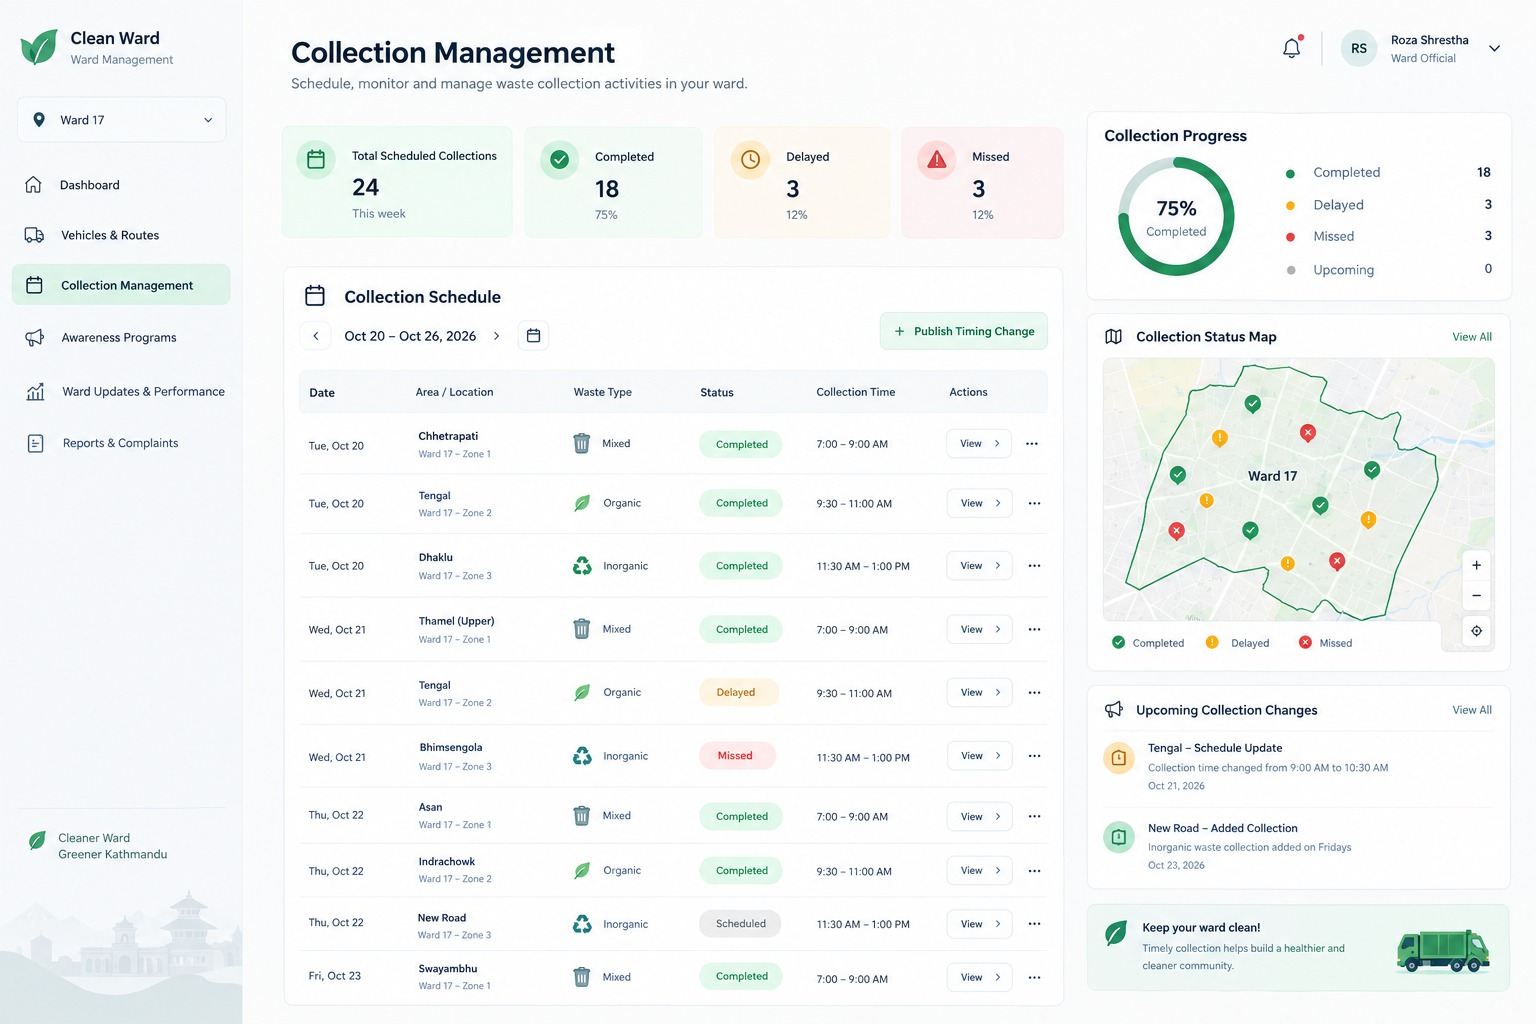 Clean Ward
Ward Management
Ward 17
Dashboard
Vehicles & Routes
Collection Management
Awareness Programs
Ward Updates & Performance
Reports & Complaints
Cleaner Ward
Greener Kathmandu
Collection Management
Schedule, monitor and manage waste collection activities in your ward.
RS
Roza Shrestha
Ward Official
Total Scheduled Collections
24
This week
Completed
18
75%
Delayed
3
12%
Missed
3
12%
Collection Schedule
Oct 20 – Oct 26, 2026
+ Publish Timing Change
Date Area / Location Waste Type Status Collection Time Actions
Tue, Oct 20 Chhetrapati Mixed Completed 7:00 – 9:00 AM View
Ward 17 – Zone 1
Tue, Oct 20 Tengal Organic Completed 9:30 – 11:00 AM View
Ward 17 – Zone 2
Tue, Oct 20 Dhaklu Inorganic Completed 11:30 AM – 1:00 PM View
Ward 17 – Zone 3
Wed, Oct 21 Thamel (Upper) Mixed Completed 7:00 – 9:00 AM View
Ward 17 – Zone 1
Wed, Oct 21 Tengal Organic Delayed 9:30 – 11:00 AM View
Ward 17 – Zone 2
Wed, Oct 21 Bhimsengola Inorganic Missed 11:30 AM – 1:00 PM View
Ward 17 – Zone 3
Thu, Oct 22 Asan Mixed Completed 7:00 – 9:00 AM View
Ward 17 – Zone 1
Thu, Oct 22 Indrachowk Organic Completed 9:30 – 11:00 AM View
Ward 17 – Zone 2
Thu, Oct 22 New Road Inorganic Scheduled 11:30 AM – 1:00 PM View
Ward 17 – Zone 3
Fri, Oct 23 Swayambhu Mixed Completed 7:00 – 9:00 AM View
Ward 17 – Zone 1
Collection Progress
75%
Completed
Completed 18
Delayed 3
Missed 3
Upcoming 0
Collection Status Map
View All
Ward 17
+
−
Completed Delayed Missed
Upcoming Collection Changes
View All
Tengal – Schedule Update
Collection time changed from 9:00 AM to 10:30 AM
Oct 21, 2026
New Road – Added Collection
Inorganic waste collection added on Fridays
Oct 23, 2026
Keep your ward clean!
Timely collection helps build a healthier and
cleaner community.